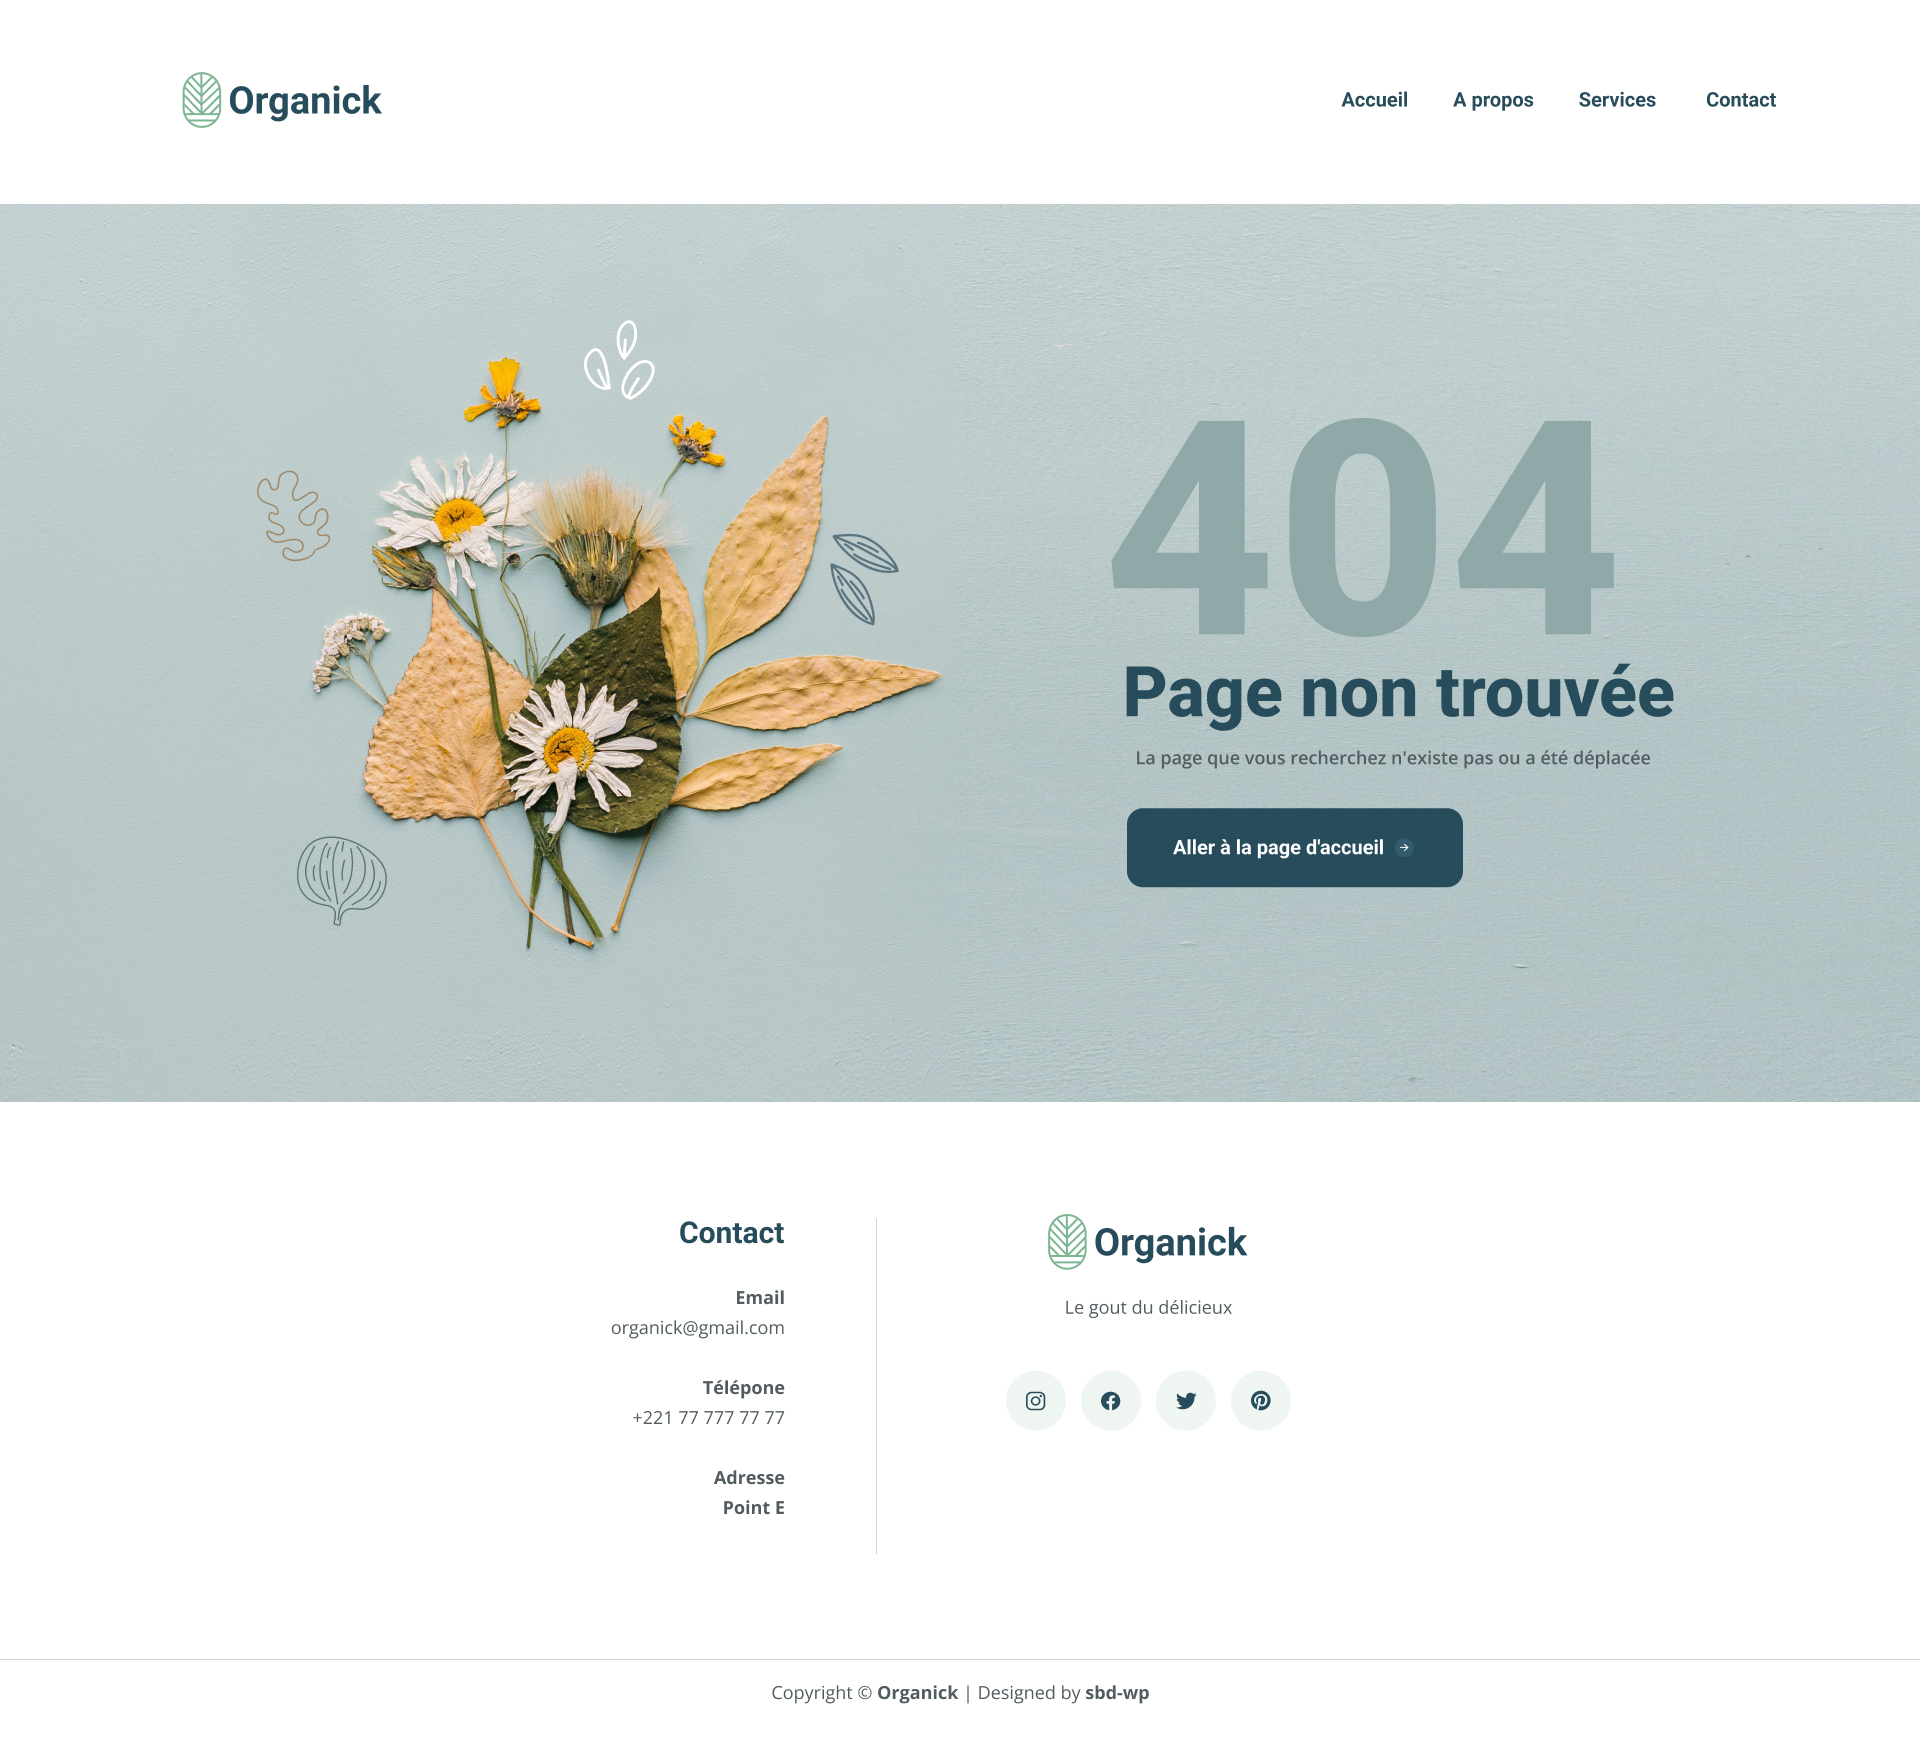 Organick
Accueil
A propos
Services
Contact
404
Page non trouvée
La page que vous recherchez n'existe pas ou a été déplacée
Aller à la page d'accueil
Contact
Email
organick@gmail.com
Télépone
+221 77 777 77 77
Adresse
Point E
Organick
Le gout du délicieux
Copyright © Organick | Designed by sbd-wp